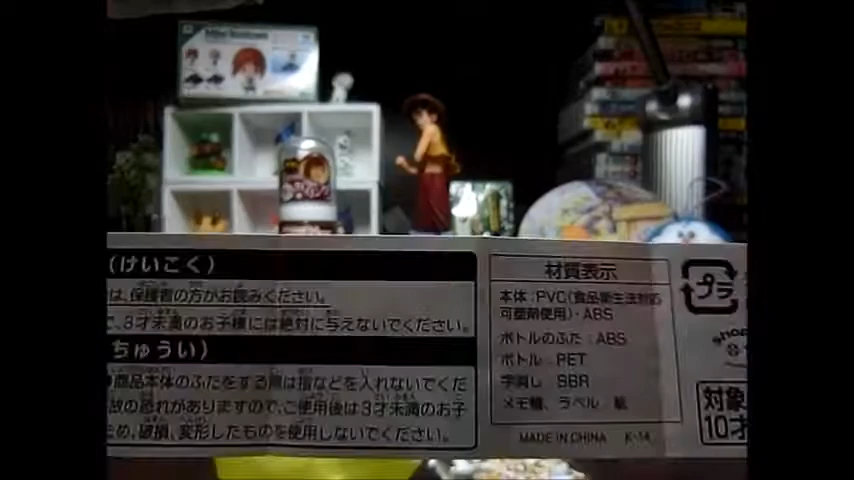 (けいこく)
は、保護者の方がお読みください。
で、3才未満のお子様には絶対に与えないでください。
ちゅうい)
商品本体のふたをする際は指などを入れないでくだ
故の恐れがありますので、ご使用後は3才未満のお子
ため、破損、変形したものを使用しないでください。
材質表示
本体:PVC(食品衛生法対応
可塑剤使用)・ABS
ボトルのふた:ABS
ボトル:PET
字消し:SBR
メモ帳、ラベル:紙
MADE IN CHINA K-14
プラ
shop
対象
10才